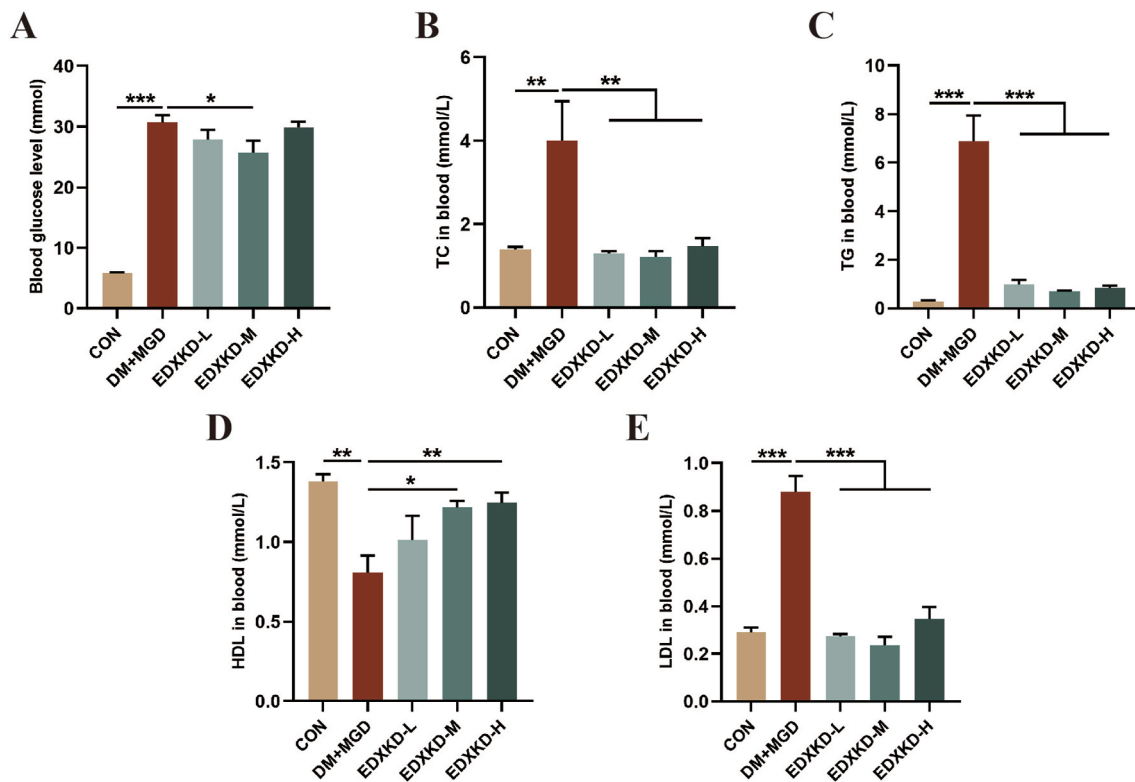 A
Blood glucose level (mmol)
40
30
20
10
0
***
*
CON
DM+MGD
EDXKD-L
EDXKD-M
EDXKD-H
B
TC in blood (mmol/L)
6
4
2
0
**
**
CON
DM+MGD
EDXKD-L
EDXKD-M
EDXKD-H
C
TG in blood (mmol/L)
10
8
6
4
2
0
***
***
CON
DM+MGD
EDXKD-L
EDXKD-M
EDXKD-H
D
HDL in blood (mmol/L)
1.5
1.0
0.5
0.0
**
**
*
CON
DM+MGD
EDXKD-L
EDXKD-M
EDXKD-H
E
LDL in blood (mmol/L)
1.0
0.8
0.6
0.4
0.2
0.0
***
***
CON
DM+MGD
EDXKD-L
EDXKD-M
EDXKD-H